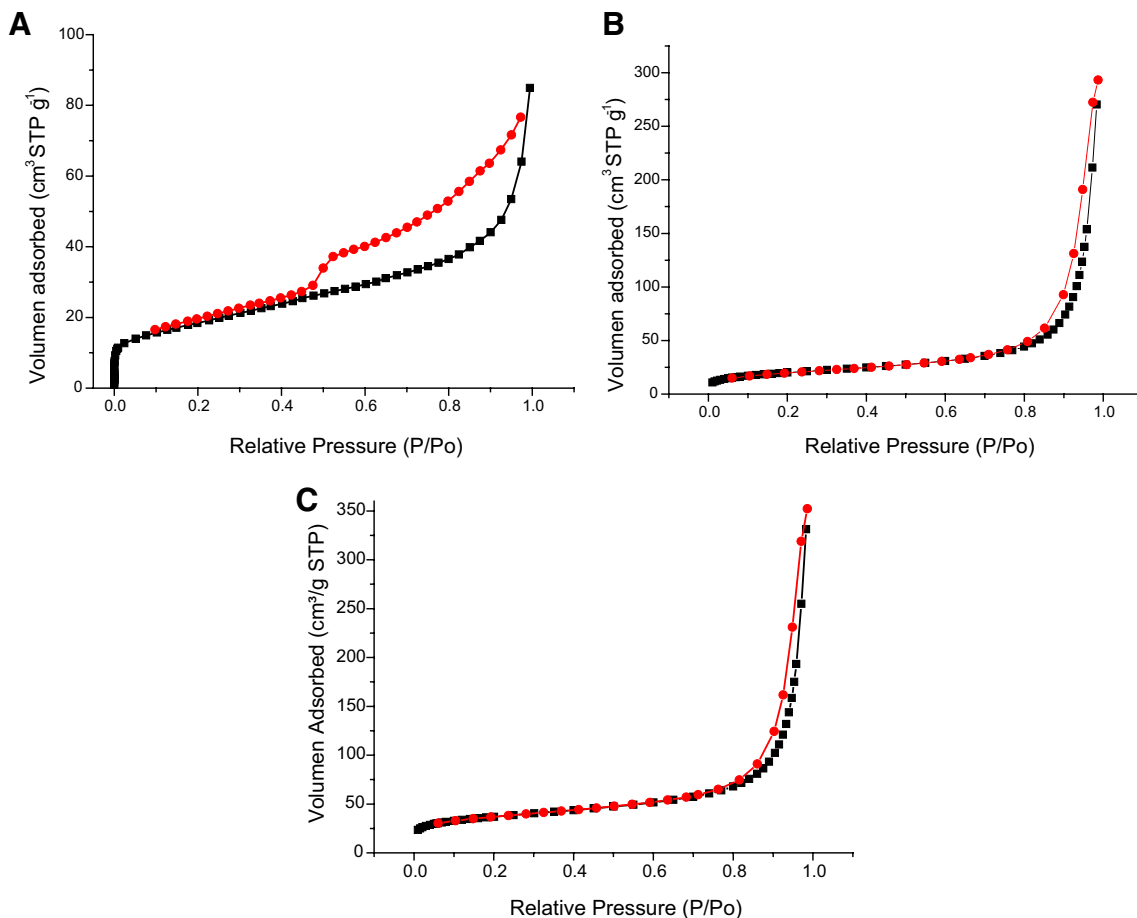 A
100
80
60
40
20
0
Volumen adsorbed (cm³ STP g⁻¹)
0.0 0.2 0.4 0.6 0.8 1.0
Relative Pressure (P/Po)
B
300
250
200
150
100
50
0
Volumen adsorbed (cm³ STP g⁻¹)
0.0 0.2 0.4 0.6 0.8 1.0
Relative Pressure (P/Po)
C
350
300
250
200
150
100
50
0
Volumen Adsorbed (cm³/g STP)
0.0 0.2 0.4 0.6 0.8 1.0
Relative Pressure (P/Po)